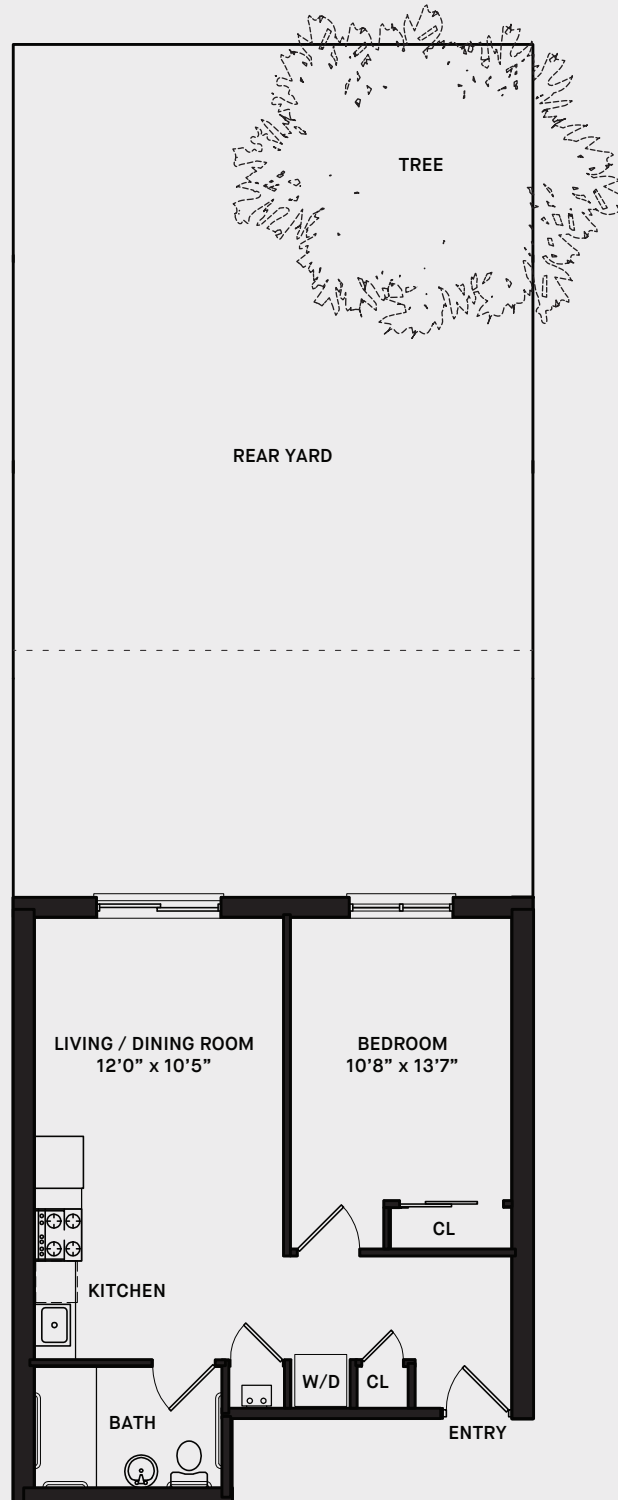 TREE
REAR YARD
LIVING / DINING ROOM
12’0” x 10’5”
BEDROOM
10’8” x 13’7”
CL
KITCHEN
W/D
CL
BATH
ENTRY